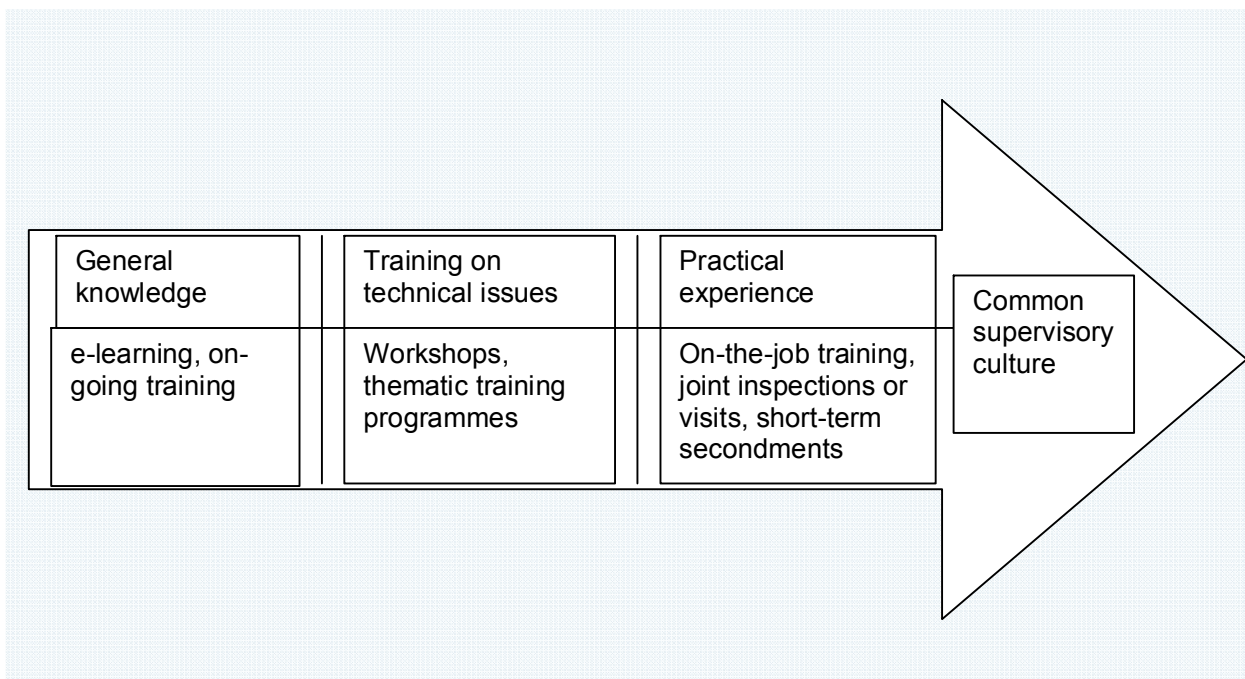 General
knowledge
e-learning, on-
going training
Training on
technical issues
Workshops,
thematic training
programmes
Practical
experience
On-the-job training,
joint inspections or
visits, short-term
secondments
Common
supervisory
culture